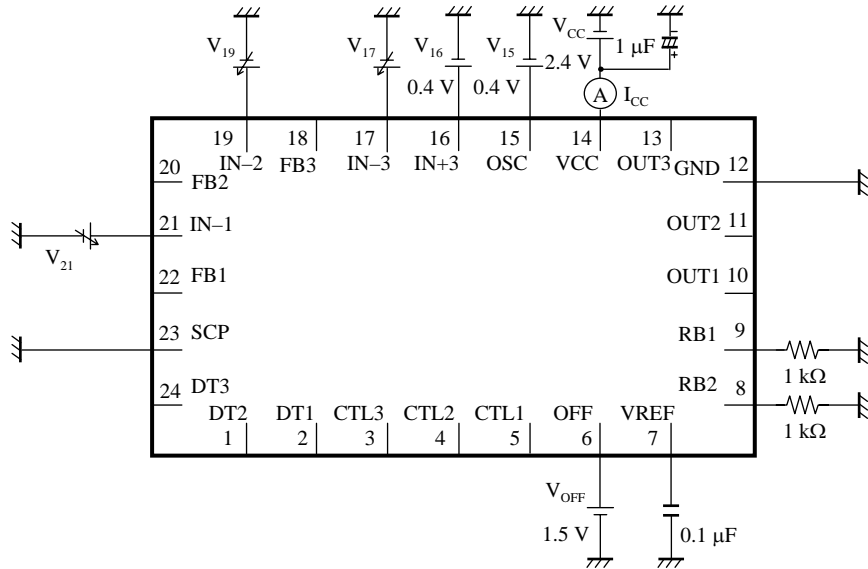 V19
V17
V16
0.4 V
V15
0.4 V
VCC
2.4 V
1 μF
–
+
A
ICC
19
IN–2
18
FB3
17
IN–3
16
IN+3
15
OSC
14
VCC
13
OUT3
20
FB2
12
GND
21
IN–1
V21
11
OUT2
22
FB1
10
OUT1
23
SCP
9
RB1
1 kΩ
24
DT3
8
RB2
1 kΩ
DT2
1
DT1
2
CTL3
3
CTL2
4
CTL1
5
OFF
6
VREF
7
VOFF
1.5 V
0.1 μF